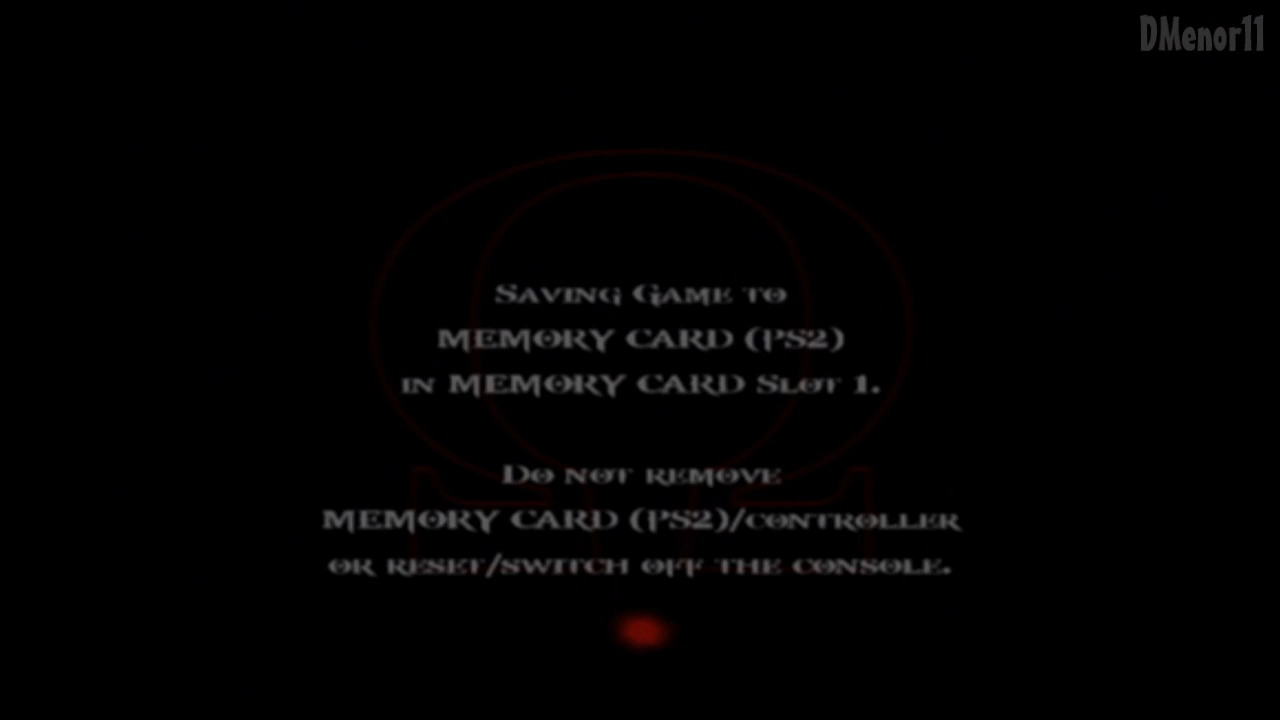 DMenor11
Saving Game to
MEMORY CARD (PS2)
in MEMORY CARD Slot 1.
Do not remove
MEMORY CARD (PS2)/controller
or reset/switch off the console.